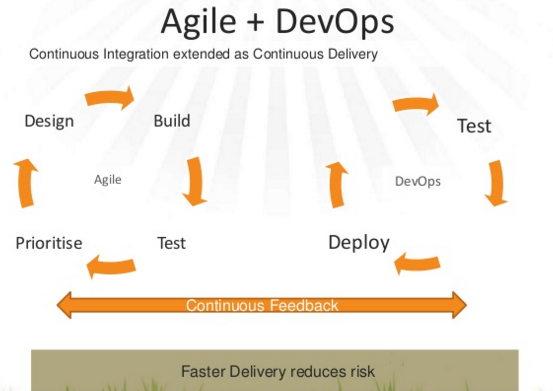 Agile + DevOps
Continuous Integration extended as Continuous Delivery
Design
Build
Test
Agile
DevOps
Prioritise
Test
Deploy
Continuous Feedback
Faster Delivery reduces risk